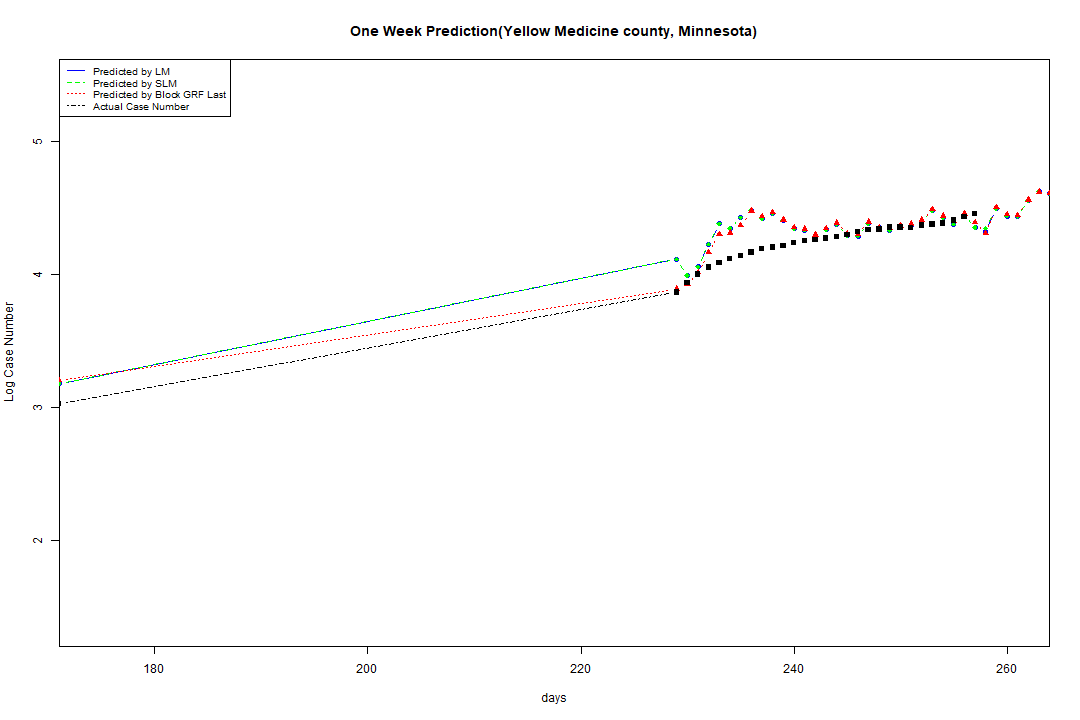 One Week Prediction(Yellow Medicine county, Minnesota)
Predicted by LM
Predicted by SLM
Predicted by Block GRF Last
Actual Case Number
5
4
3
2
Log Case Number
180 200 220 240 260
days